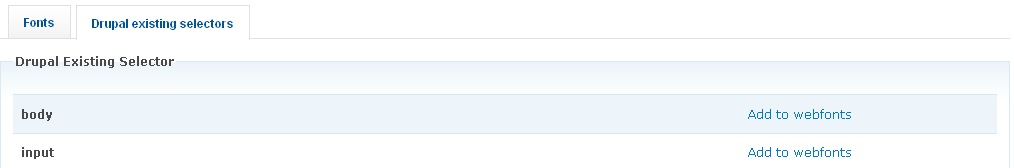 Fonts Drupal existing selectors
Drupal Existing Selector
body Add to webfonts
input Add to webfonts